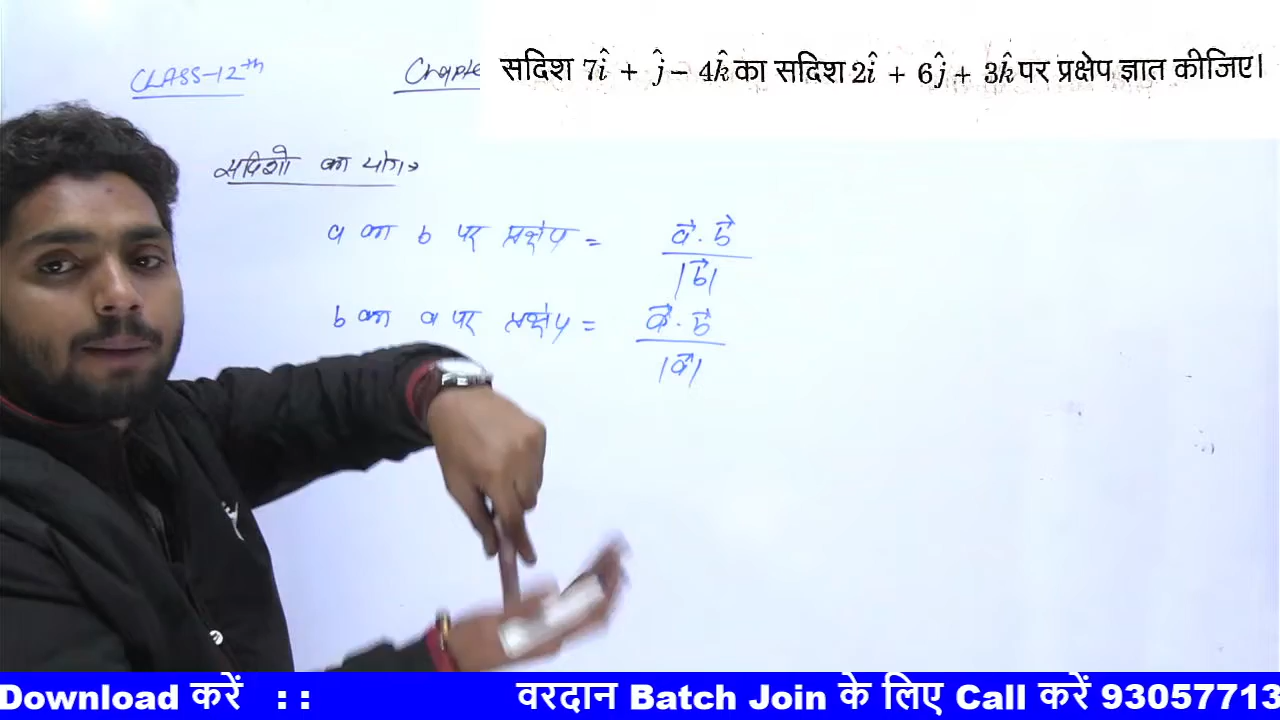 CLASS-12th
Chapte
सदिश 7î + ĵ - 4k̂ का सदिश 2î + 6ĵ + 3k̂ पर प्रक्षेप ज्ञात कीजिए।
सदिशो का योग→
a का b पर प्रक्षेप = a⃗ . b⃗ / |b⃗|
b का a पर प्रक्षेप = a⃗ . b⃗ / |a⃗|
Download करें : : वरदान Batch Join के लिए Call करें 93057713